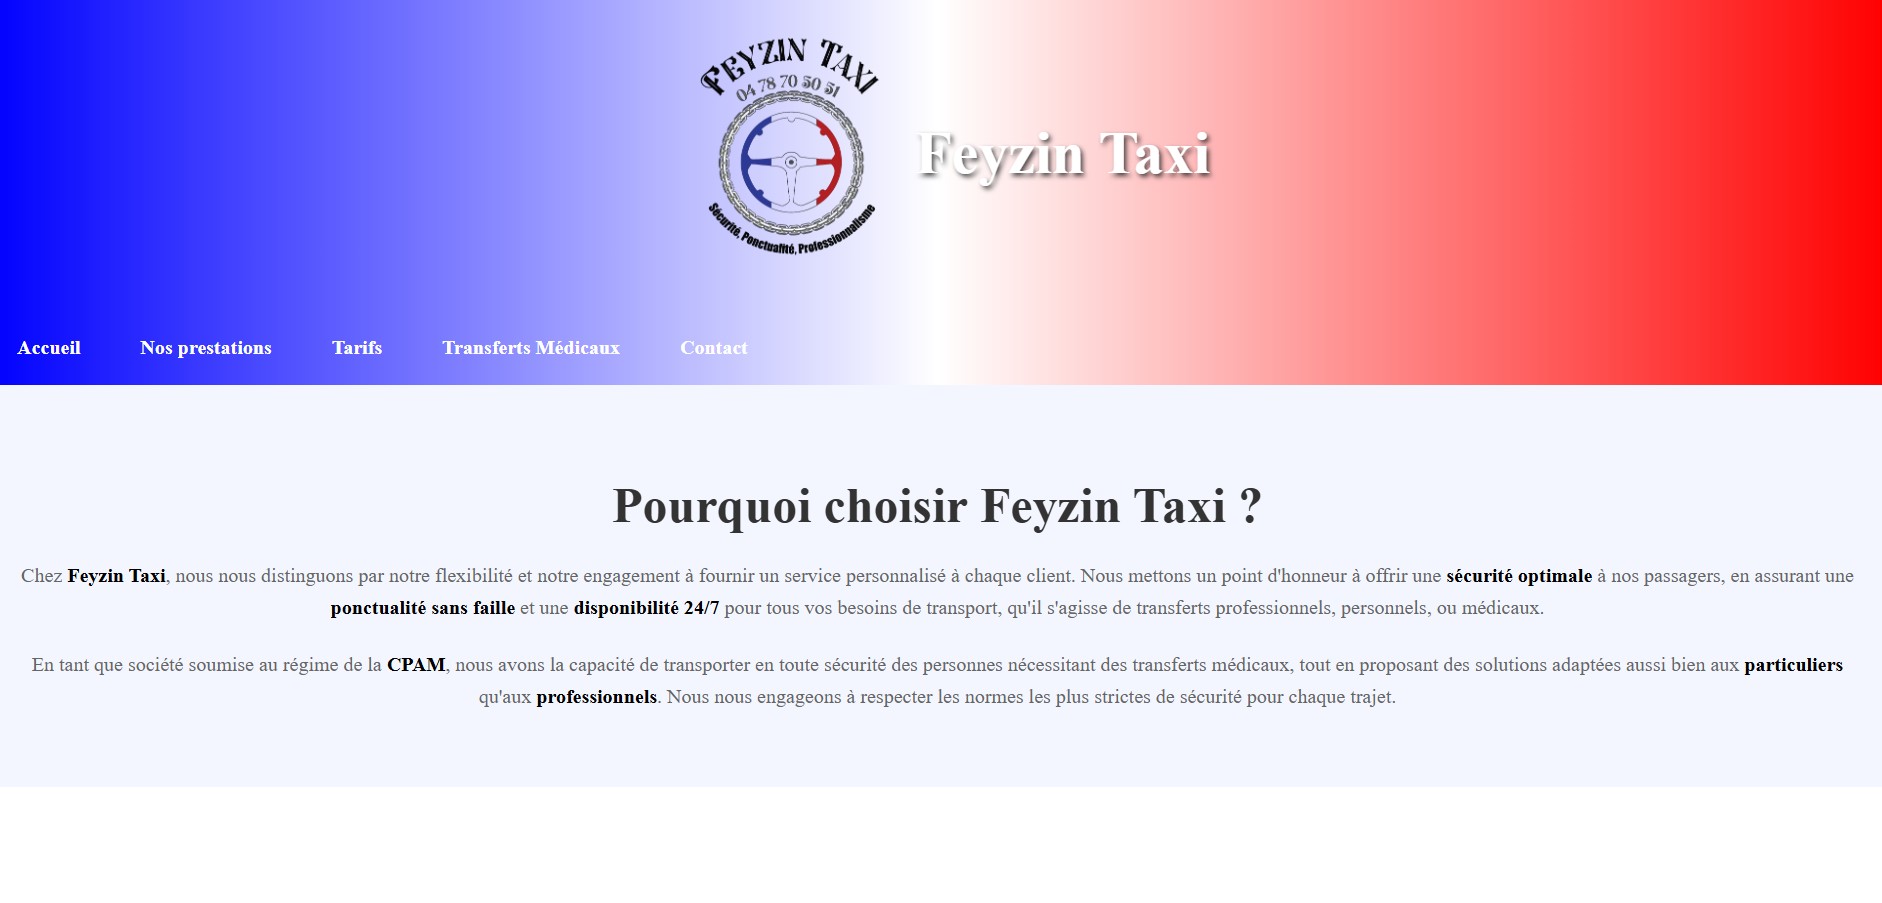 FEYZIN TAXI
04 78 70 50 51
Sécurité, Ponctualité, Professionnalisme
Feyzin Taxi
Accueil Nos prestations Tarifs Transferts Médicaux Contact
Pourquoi choisir Feyzin Taxi ?
Chez Feyzin Taxi, nous nous distinguons par notre flexibilité et notre engagement à fournir un service personnalisé à chaque client. Nous mettons un point d'honneur à offrir une sécurité optimale à nos passagers, en assurant une
ponctualité sans faille et une disponibilité 24/7 pour tous vos besoins de transport, qu'il s'agisse de transferts professionnels, personnels, ou médicaux.
En tant que société soumise au régime de la CPAM, nous avons la capacité de transporter en toute sécurité des personnes nécessitant des transferts médicaux, tout en proposant des solutions adaptées aussi bien aux particuliers
qu'aux professionnels. Nous nous engageons à respecter les normes les plus strictes de sécurité pour chaque trajet.